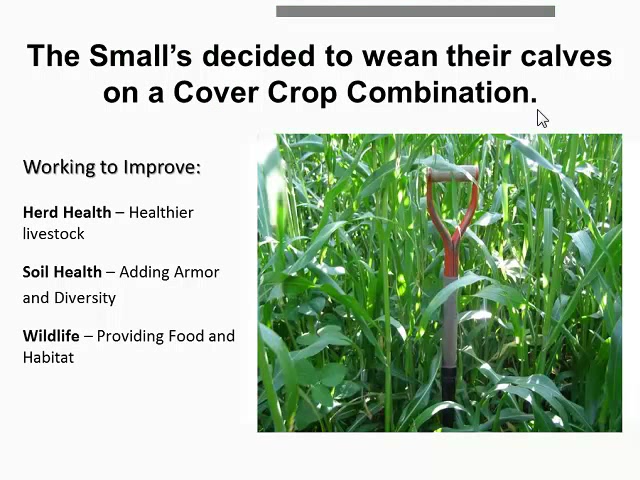 The Small’s decided to wean their calves
on a Cover Crop Combination.
Working to Improve:
Herd Health – Healthier
livestock
Soil Health – Adding Armor
and Diversity
Wildlife – Providing Food and
Habitat